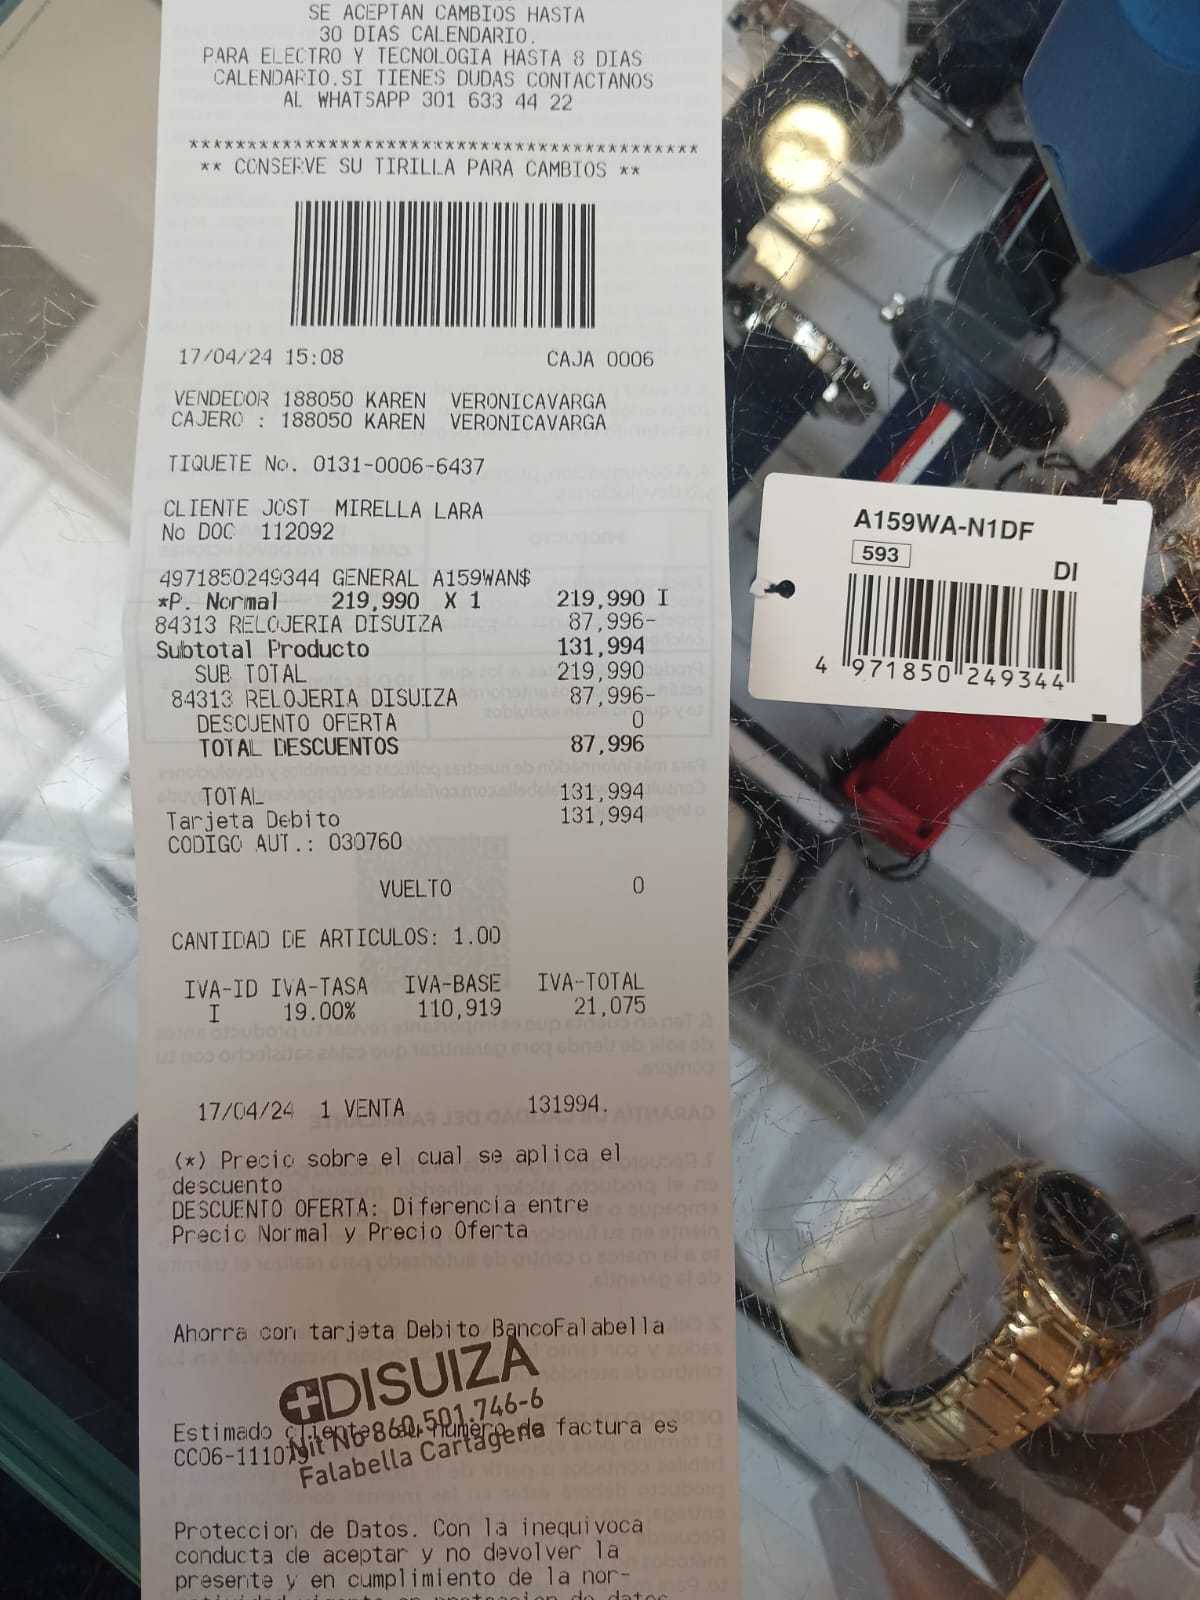 SE ACEPTAN CAMBIOS HASTA
30 DIAS CALENDARIO.
PARA ELECTRO Y TECNOLOGIA HASTA 8 DIAS
CALENDARIO.SI TIENES DUDAS CONTACTANOS
AL WHATSAPP 301 633 44 22
*******************************************
** CONSERVE SU TIRILLA PARA CAMBIOS **
17/04/24 15:08 CAJA 0006
VENDEDOR 188050 KAREN VERONICAVARGA
CAJERO : 188050 KAREN VERONICAVARGA
TIQUETE No. 0131-0006-6437
CLIENTE JOST MIRELLA LARA
No DOC 112092
4971850249344 GENERAL A159WAN$
*P. Normal 219,990 X 1 219,990 I
84313 RELOJERIA DISUIZA 87,996-
Subtotal Producto 131,994
SUB TOTAL 219,990
84313 RELOJERIA DISUIZA 87,996-
DESCUENTO OFERTA 0
TOTAL DESCUENTOS 87,996
TOTAL 131,994
Tarjeta Debito 131,994
CODIGO AUT.: 030760
VUELTO 0
CANTIDAD DE ARTICULOS: 1.00
IVA-ID IVA-TASA IVA-BASE IVA-TOTAL
I 19.00% 110,919 21,075
17/04/24 1 VENTA 131994.
(*) Precio sobre el cual se aplica el
descuento
DESCUENTO OFERTA: Diferencia entre
Precio Normal y Precio Oferta
Ahorra con tarjeta Debito BancoFalabella
DISUIZA
Nit No 860.501.746-6
Falabella Cartagena
Estimado cliente su numero de factura es
CC06-111079
Proteccion de Datos. Con la inequivoca
conducta de aceptar y no devolver la
presente y en cumplimiento de la nor-
A159WA-N1DF
593
DI
4 971850 249344